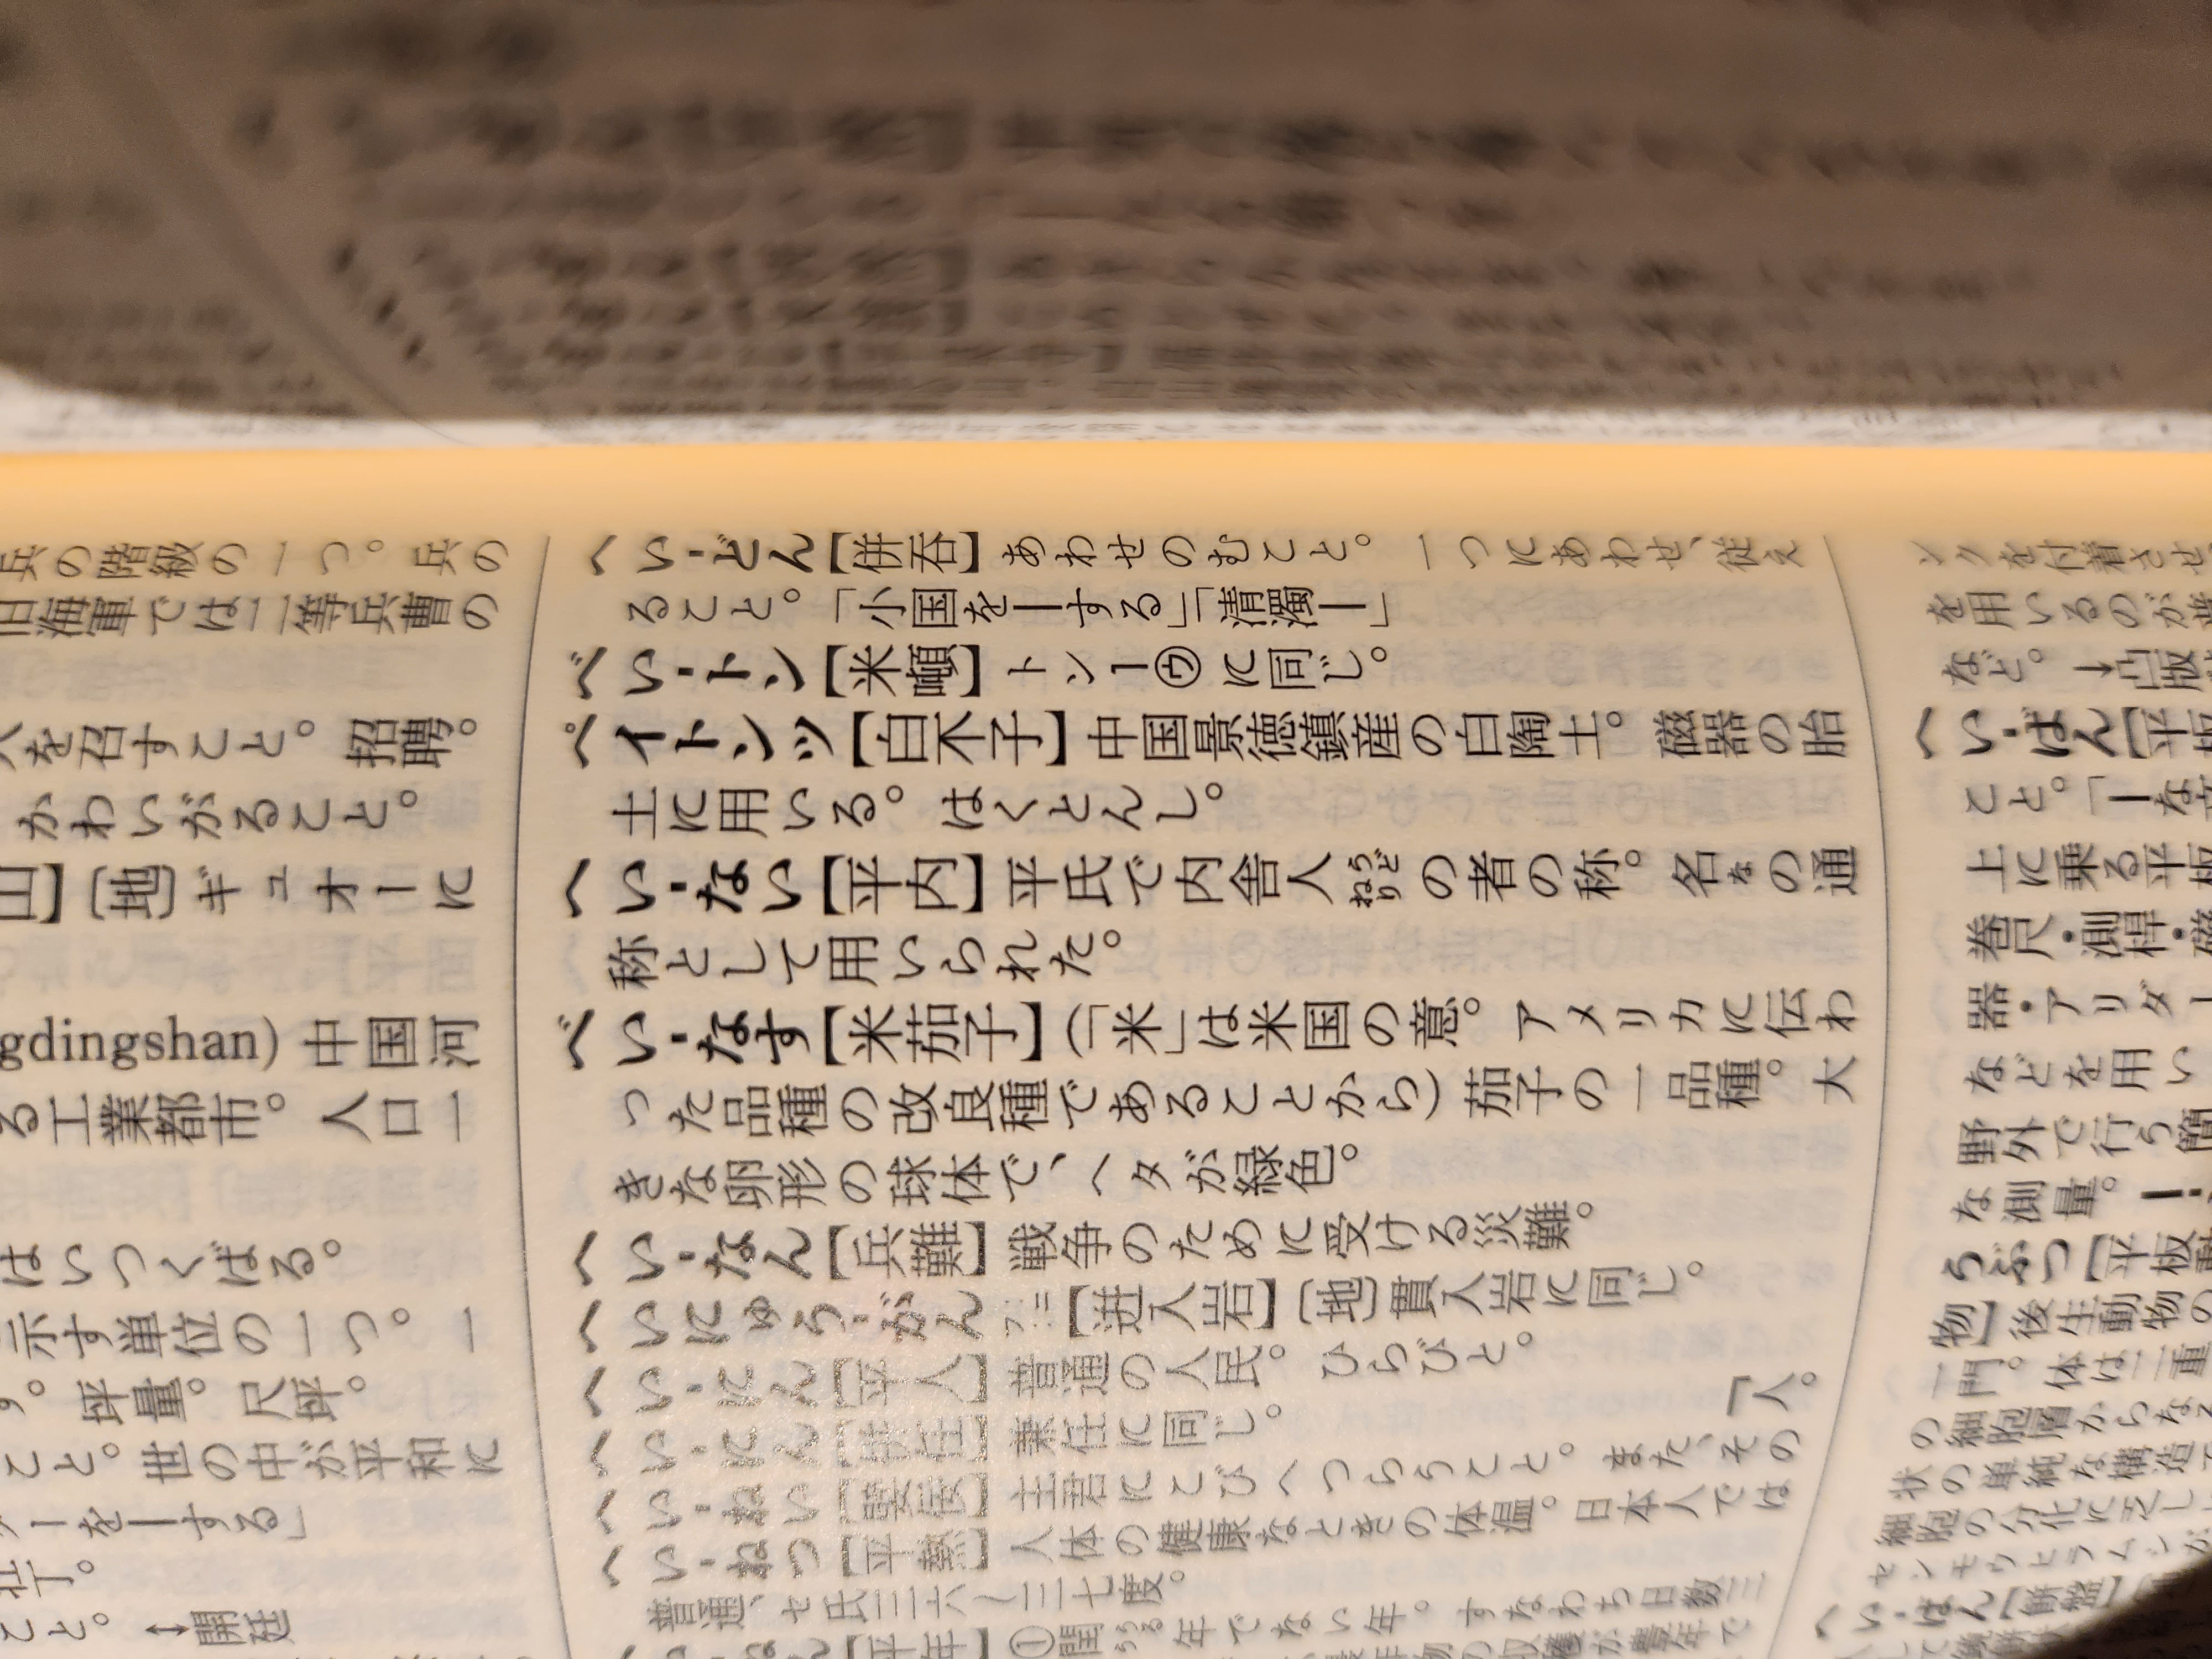 兵の階級の一つ。兵の
旧海軍では二等兵曹の
を召すこと。招聘。
かわいがること。
山】〔地〕ギュオーに
gdingshan）中国河
る工業都市。人口一
はいつくばる。
示す単位の一つ。一
す。坪量。尺坪。
こと。世の中が平和に
ーを―する」
壮丁。
こと。↔開廷
へい‐どん【併呑】あわせのむこと。一つにあわせ、従え
ること。「小国を―する」「清濁―」
べい‐トン【米噸】トン１㋒に同じ。
ペイトンツ【白不子】中国景徳鎮産の白陶土。磁器の胎
土に用いる。はくとんし。
へい‐ない【平内】平氏で内舎人うどねりの者の称。名なの通
称として用いられた。
べい‐なす【米茄子】（「米」は米国の意。アメリカに伝わ
った品種の改良種であることから）茄子の一品種。大
きな卵形の球体で、ヘタが緑色。
へい‐なん【兵難】戦争のために受ける災難。
へいにゅう‐がん【迸入岩】〔地〕貫入岩に同じ。
へい‐にん【平人】普通の人民。ひらびと。
へい‐にん【併任】兼任に同じ。
「人。
へい‐ねい【嬖佞】主君にこびへつらうこと。また、その
へい‐ねつ【平熱】人体の健康なときの体温。日本人では
普通、セ氏三六～三七度。
ねん【平年】①閏うるう年でない年。すなわち日数三
ンクを付着させ
を用いるのが普
など。→凸版
へい‐ばん【平板
こと。「―な
上に乗る平板
巻尺・測桿・磁
器・アリダー
などを用い
野外で行う簡
な測量。
うぶつ【平板動
物】後生動物の
一門。体は二重
の細胞層からなる
状の単純な構造
細胞の分化に乏し
センモウヒラムシが
へい‐ばん【餅盤】